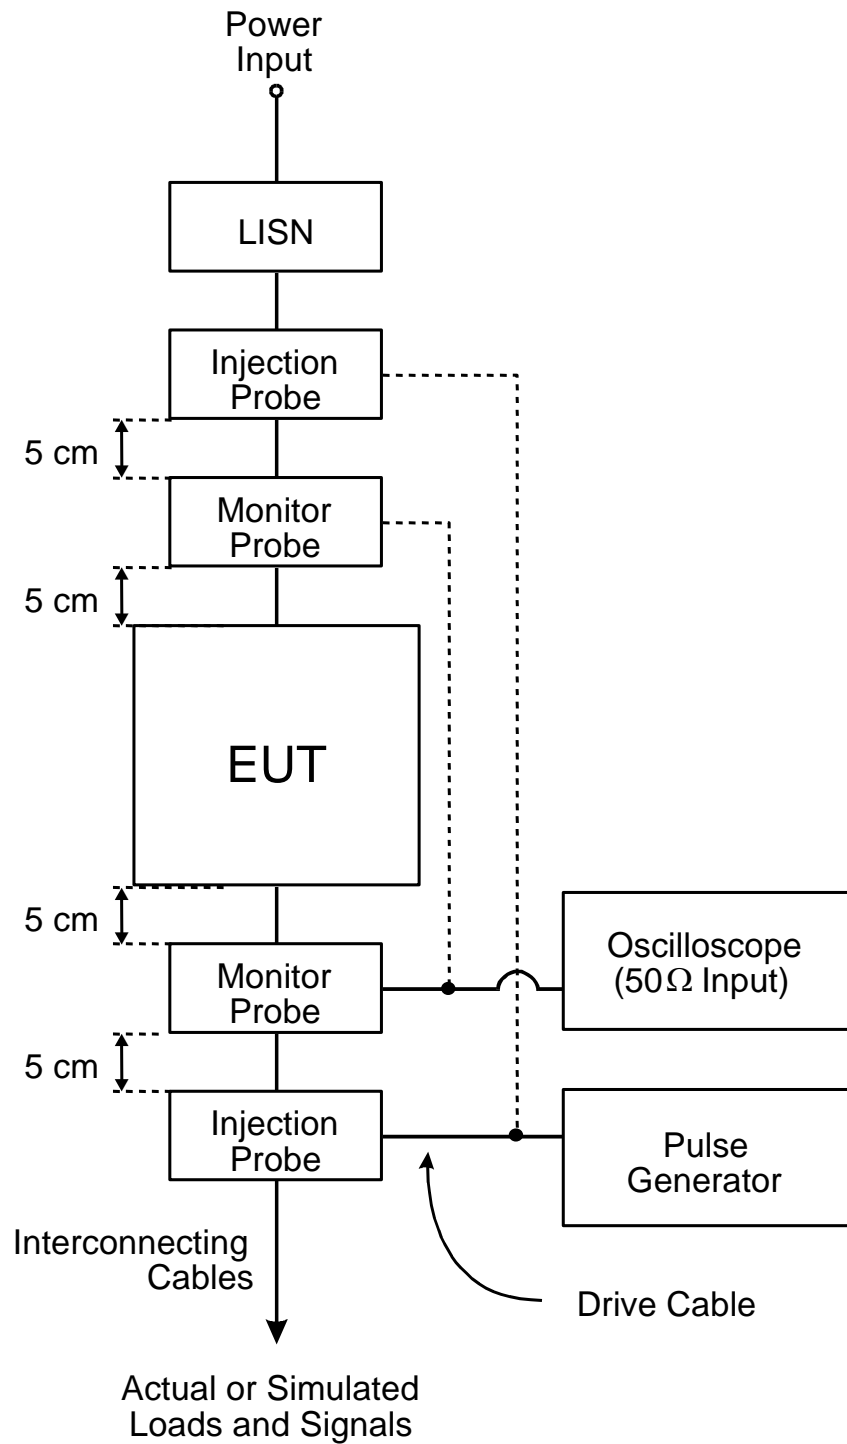 Power
Input
LISN
Injection
Probe
5 cm
Monitor
Probe
5 cm
EUT
5 cm
Monitor
Probe
Oscilloscope
(50Ω Input)
5 cm
Injection
Probe
Pulse
Generator
Interconnecting
Cables
Drive Cable
Actual or Simulated
Loads and Signals